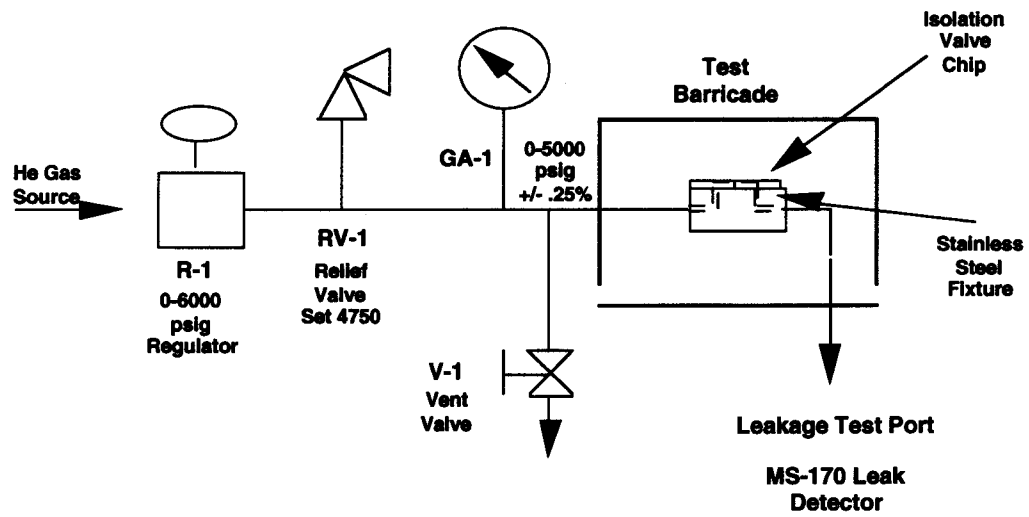 He Gas
Source
R-1
0-6000
psig
Regulator
RV-1
Relief
Valve
Set 4750
GA-1
0-5000
psig
+/- .25%
V-1
Vent
Valve
Test
Barricade
Isolation
Valve
Chip
Stainless
Steel
Fixture
Leakage Test Port
MS-170 Leak
Detector